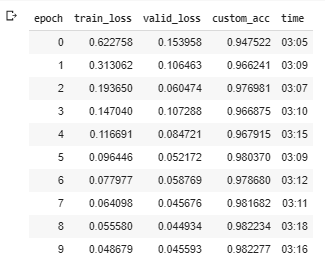 epoch train_loss valid_loss custom_acc time
0 0.622758 0.153958 0.947522 03:05
1 0.313062 0.106463 0.966241 03:09
2 0.193650 0.060474 0.976981 03:07
3 0.147040 0.107288 0.966875 03:10
4 0.116691 0.084721 0.967915 03:15
5 0.096446 0.052172 0.980370 03:09
6 0.077977 0.058769 0.978680 03:12
7 0.064098 0.045676 0.981682 03:11
8 0.055580 0.044934 0.982234 03:18
9 0.048679 0.045593 0.982277 03:16